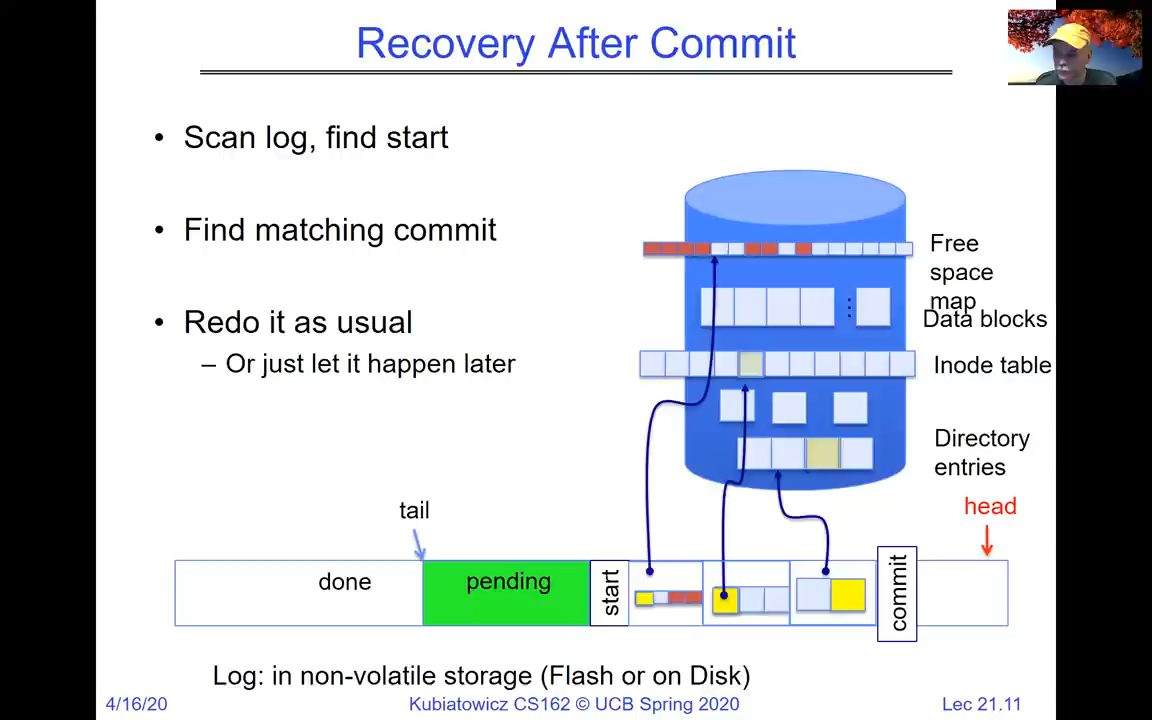 Recovery After Commit
• Scan log, find start
• Find matching commit
• Redo it as usual
– Or just let it happen later
Free
space
map
Data blocks
Inode table
Directory
entries
head
tail
done
pending
start
commit
Log: in non-volatile storage (Flash or on Disk)
4/16/20
Kubiatowicz CS162 © UCB Spring 2020
Lec 21.11